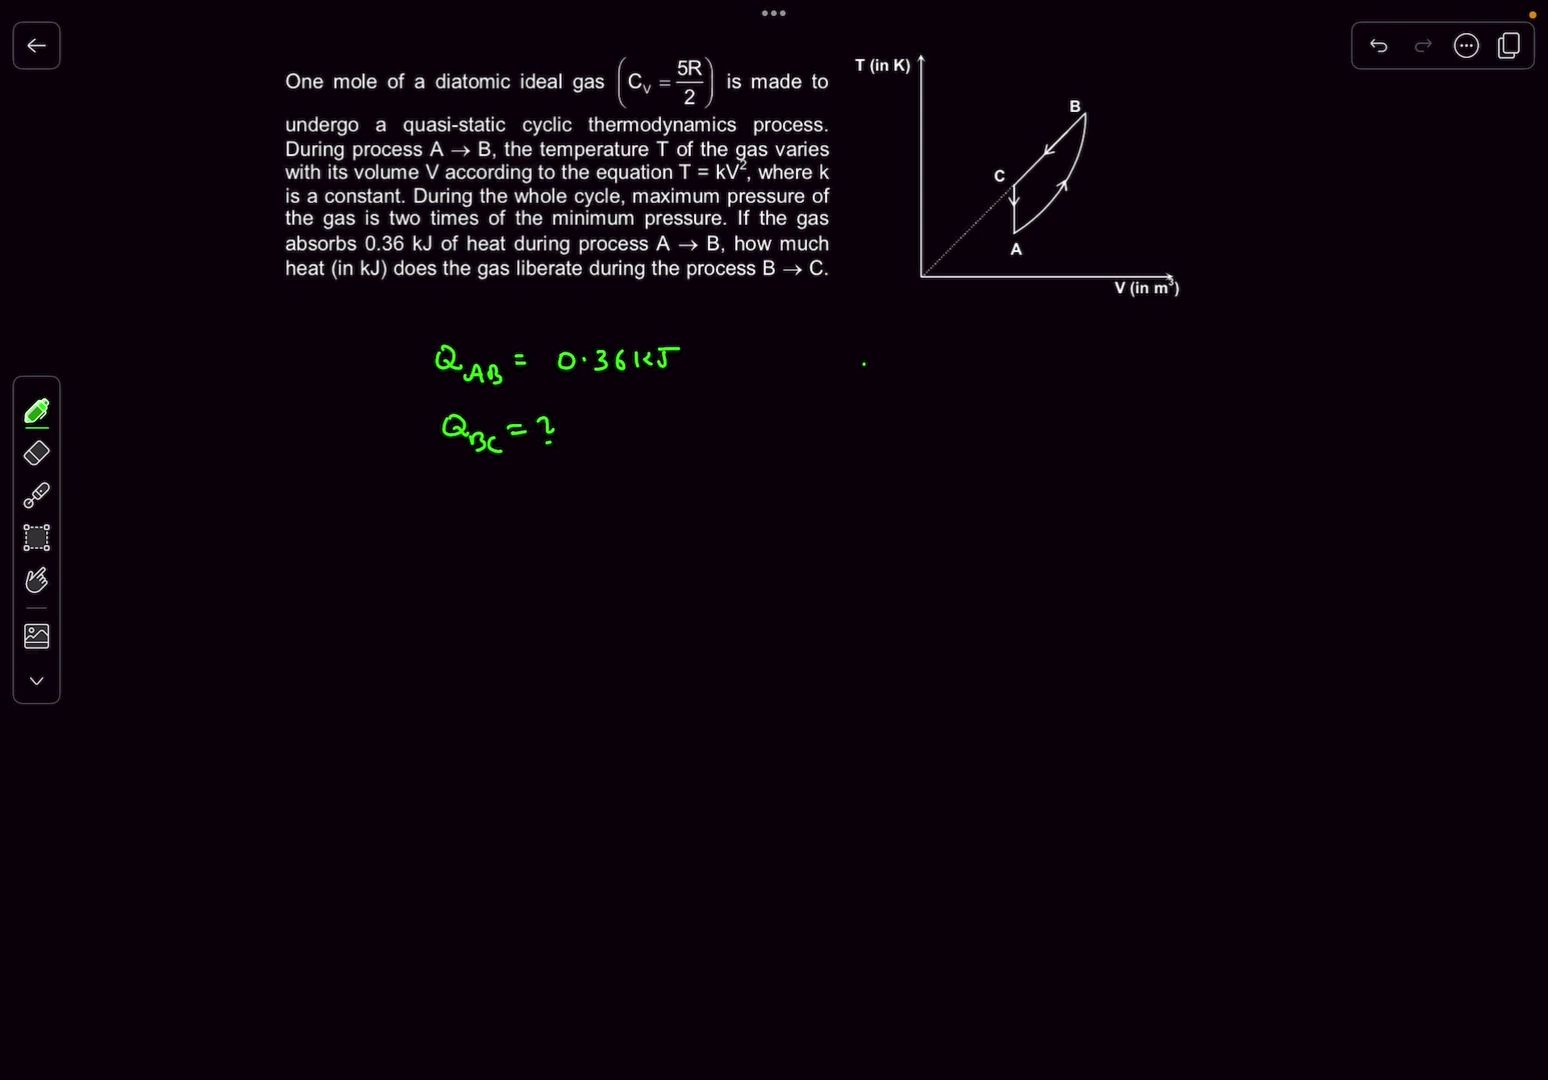 One mole of a diatomic ideal gas (C_V = 5R/2) is made to
undergo a quasi-static cyclic thermodynamics process.
During process A → B, the temperature T of the gas varies
with its volume V according to the equation T = kV², where k
is a constant. During the whole cycle, maximum pressure of
the gas is two times of the minimum pressure. If the gas
absorbs 0.36 kJ of heat during process A → B, how much
heat (in kJ) does the gas liberate during the process B → C.
T (in K)
B
C
A
V (in m³)
Q_AB = 0.36 kJ
Q_BC = ?